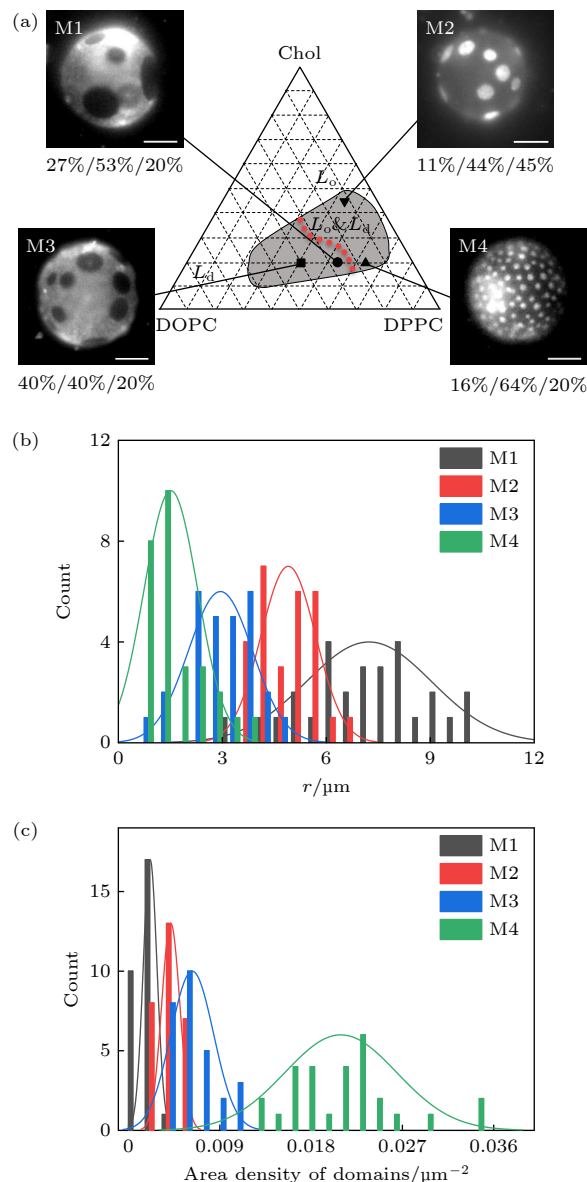 (a)
M1
M2
Chol
27%/53%/20%
11%/44%/45%
Lo
Lo&Ld
M3
M4
Ld
DOPC
DPPC
40%/40%/20%
16%/64%/20%
(b)
12
M1
M2
M3
M4
8
Count
4
0
0
3
6
9
12
r/μm
(c)
M1
M2
M3
M4
15
10
Count
5
0
0
0.009
0.018
0.027
0.036
Area density of domains/μm⁻²